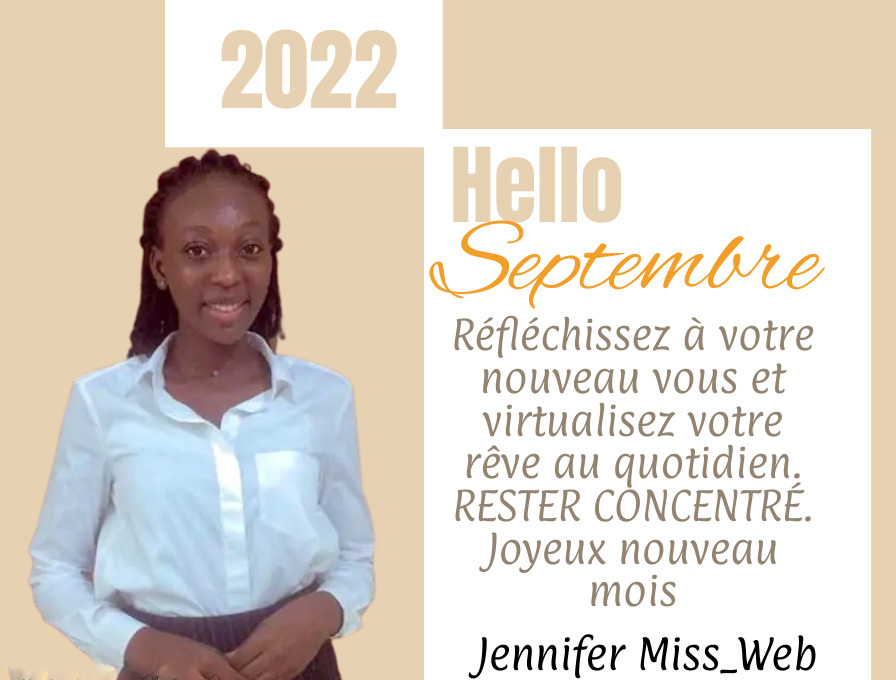 2022
Hello
Septembre
Réfléchissez à votre
nouveau vous et
virtualisez votre
rêve au quotidien.
RESTER CONCENTRÉ.
Joyeux nouveau
mois
Jennifer Miss_Web